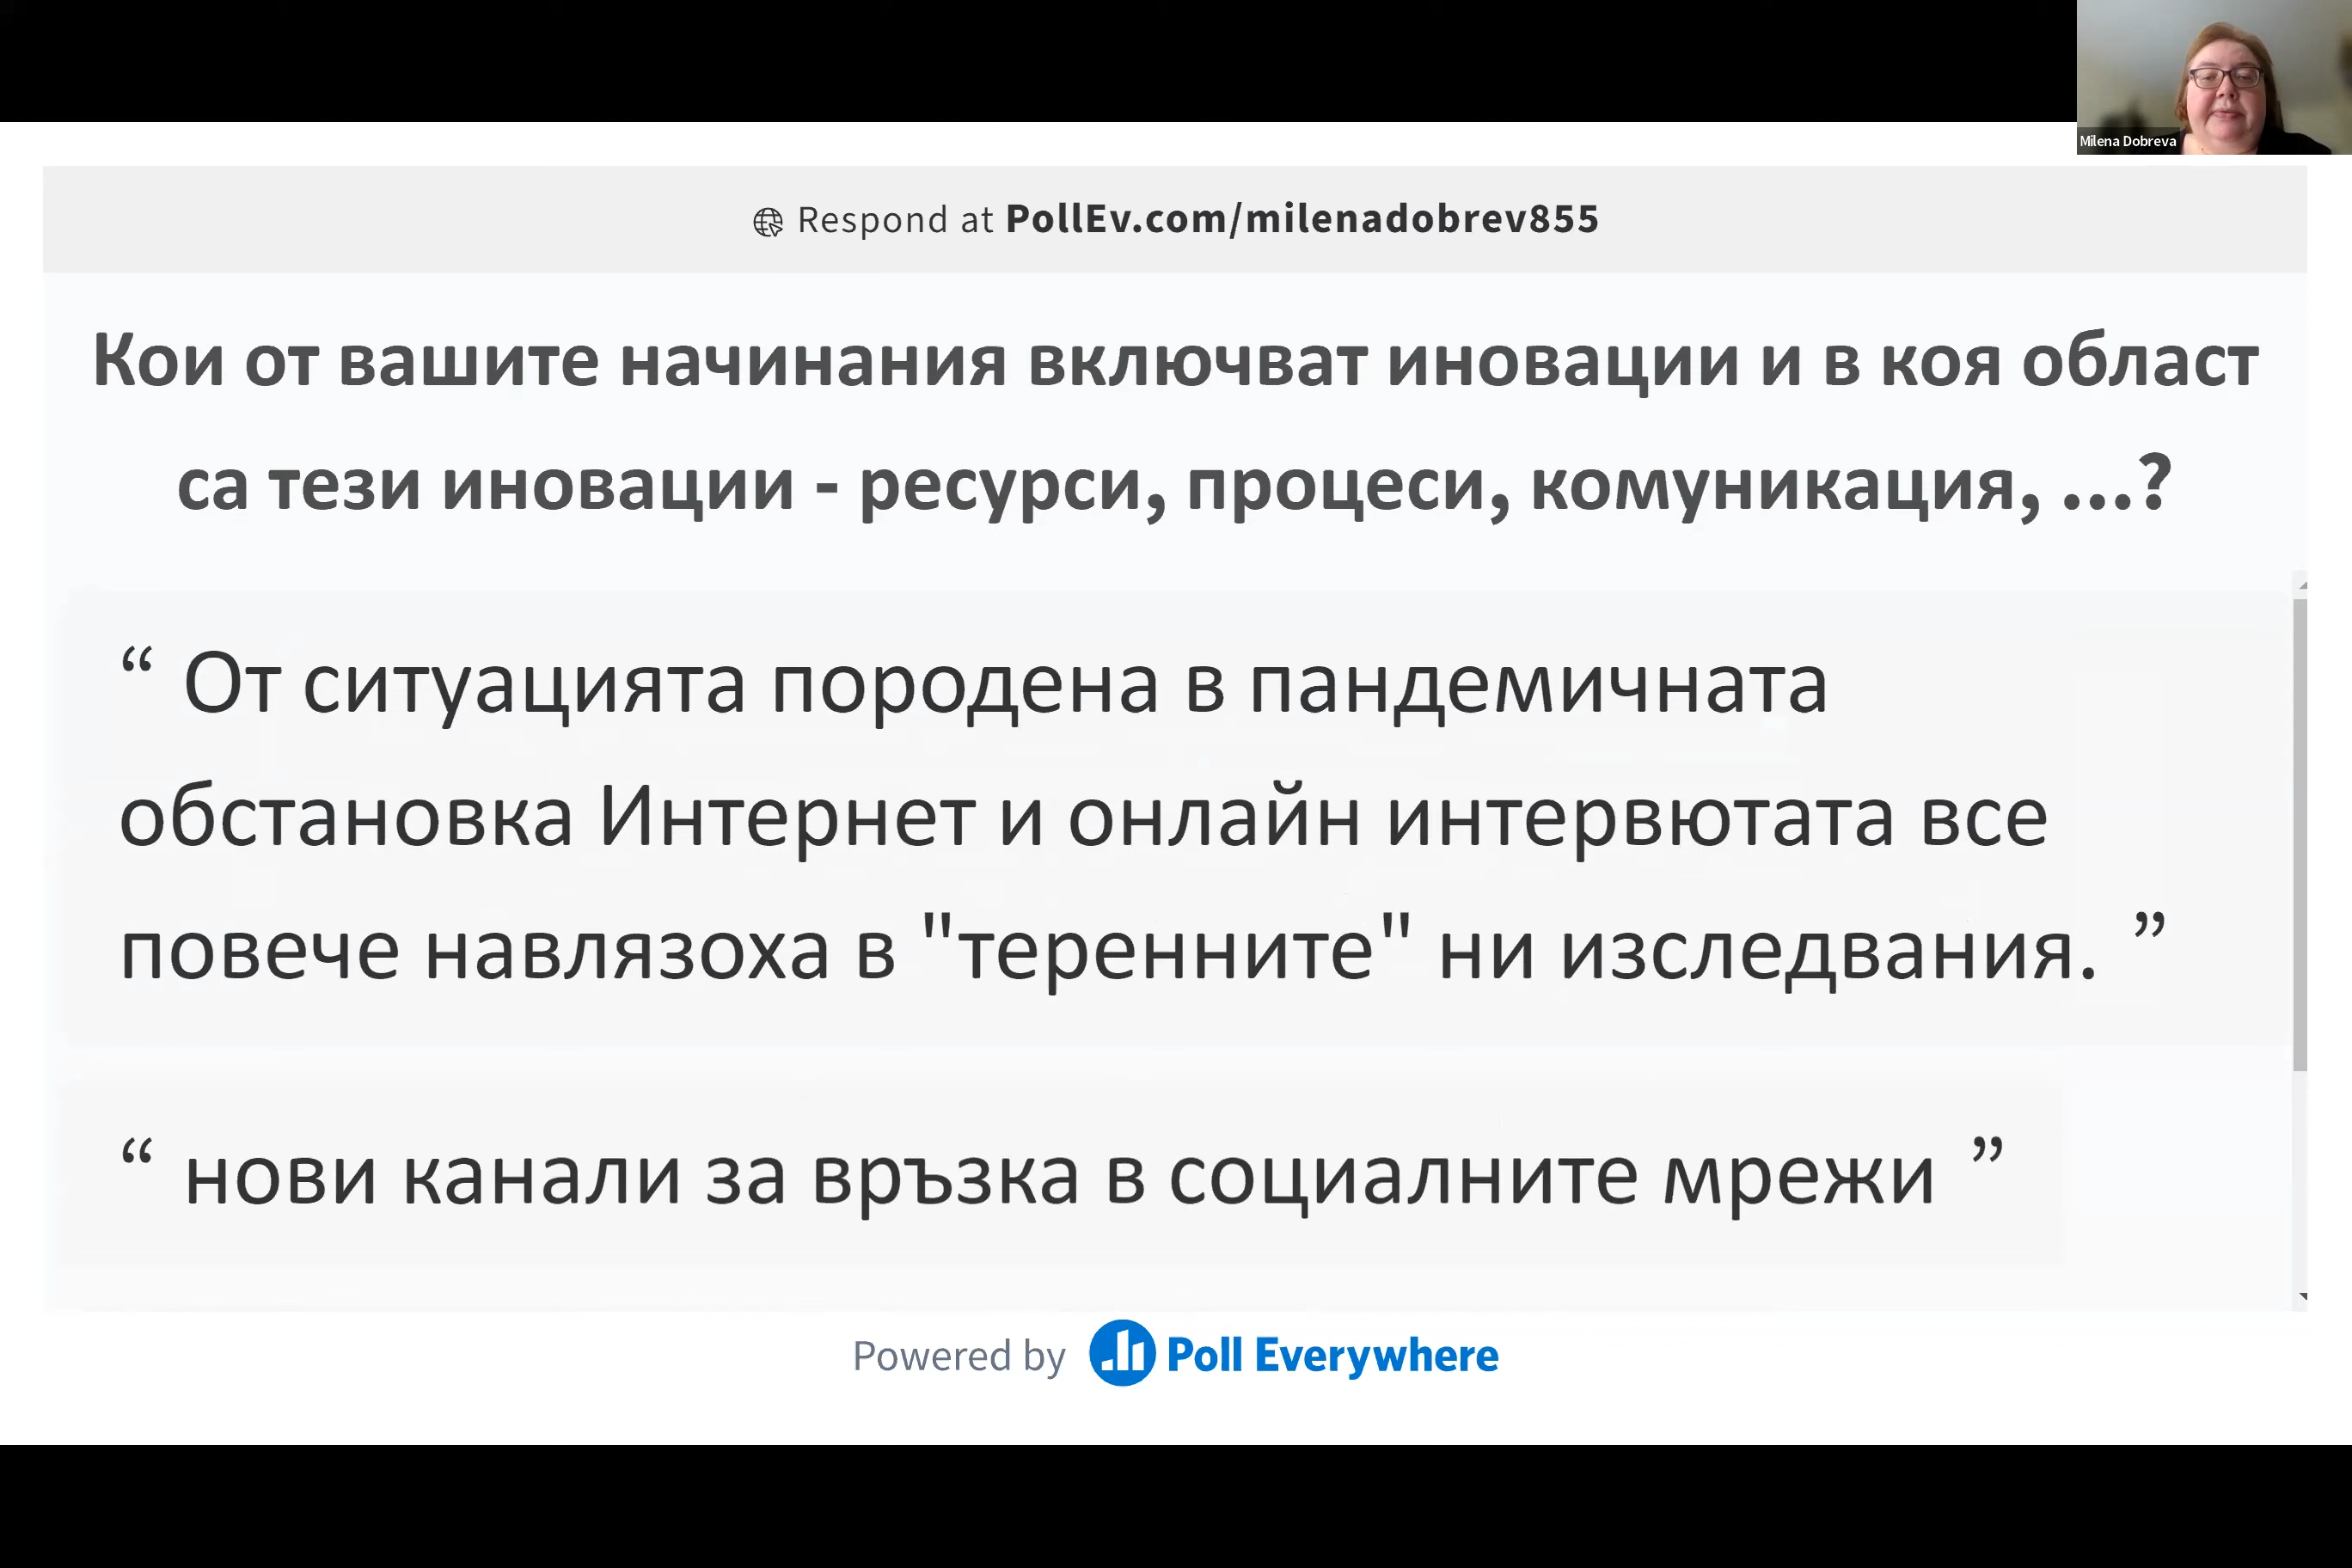 Milena Dobreva
Respond at PollEv.com/milenadobrev855
Кои от вашите начинания включват иновации и в коя област
са тези иновации - ресурси, процеси, комуникация, ...?
“ От ситуацията породена в пандемичната
обстановка Интернет и онлайн интервютата все
повече навлязоха в "теренните" ни изследвания. ”
“ нови канали за връзка в социалните мрежи ”
Powered by Poll Everywhere